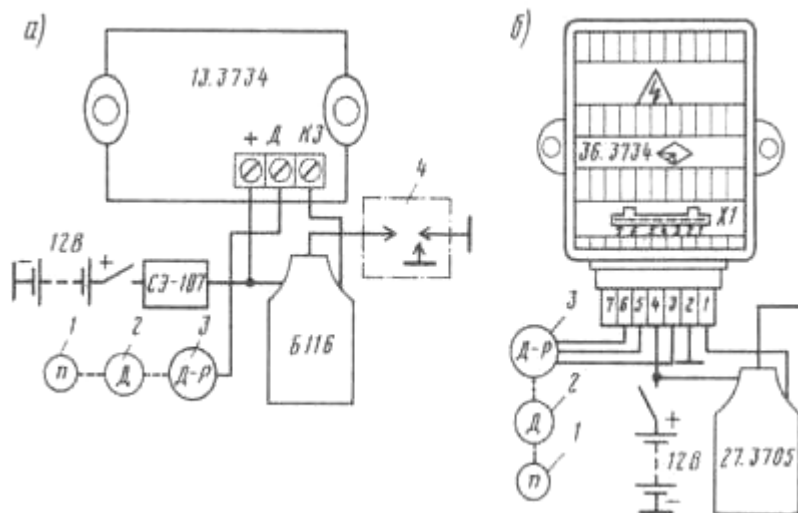 а)
13.3734
+ Д КЗ
4
12В
- +
СЭ-107
1 2 3
П Д Д-Р
Б116
б)
36.3734
X1
7 6 5 4 3 2 1
3
Д-Р
2
Д
1
П
+
12В
-
27.3705